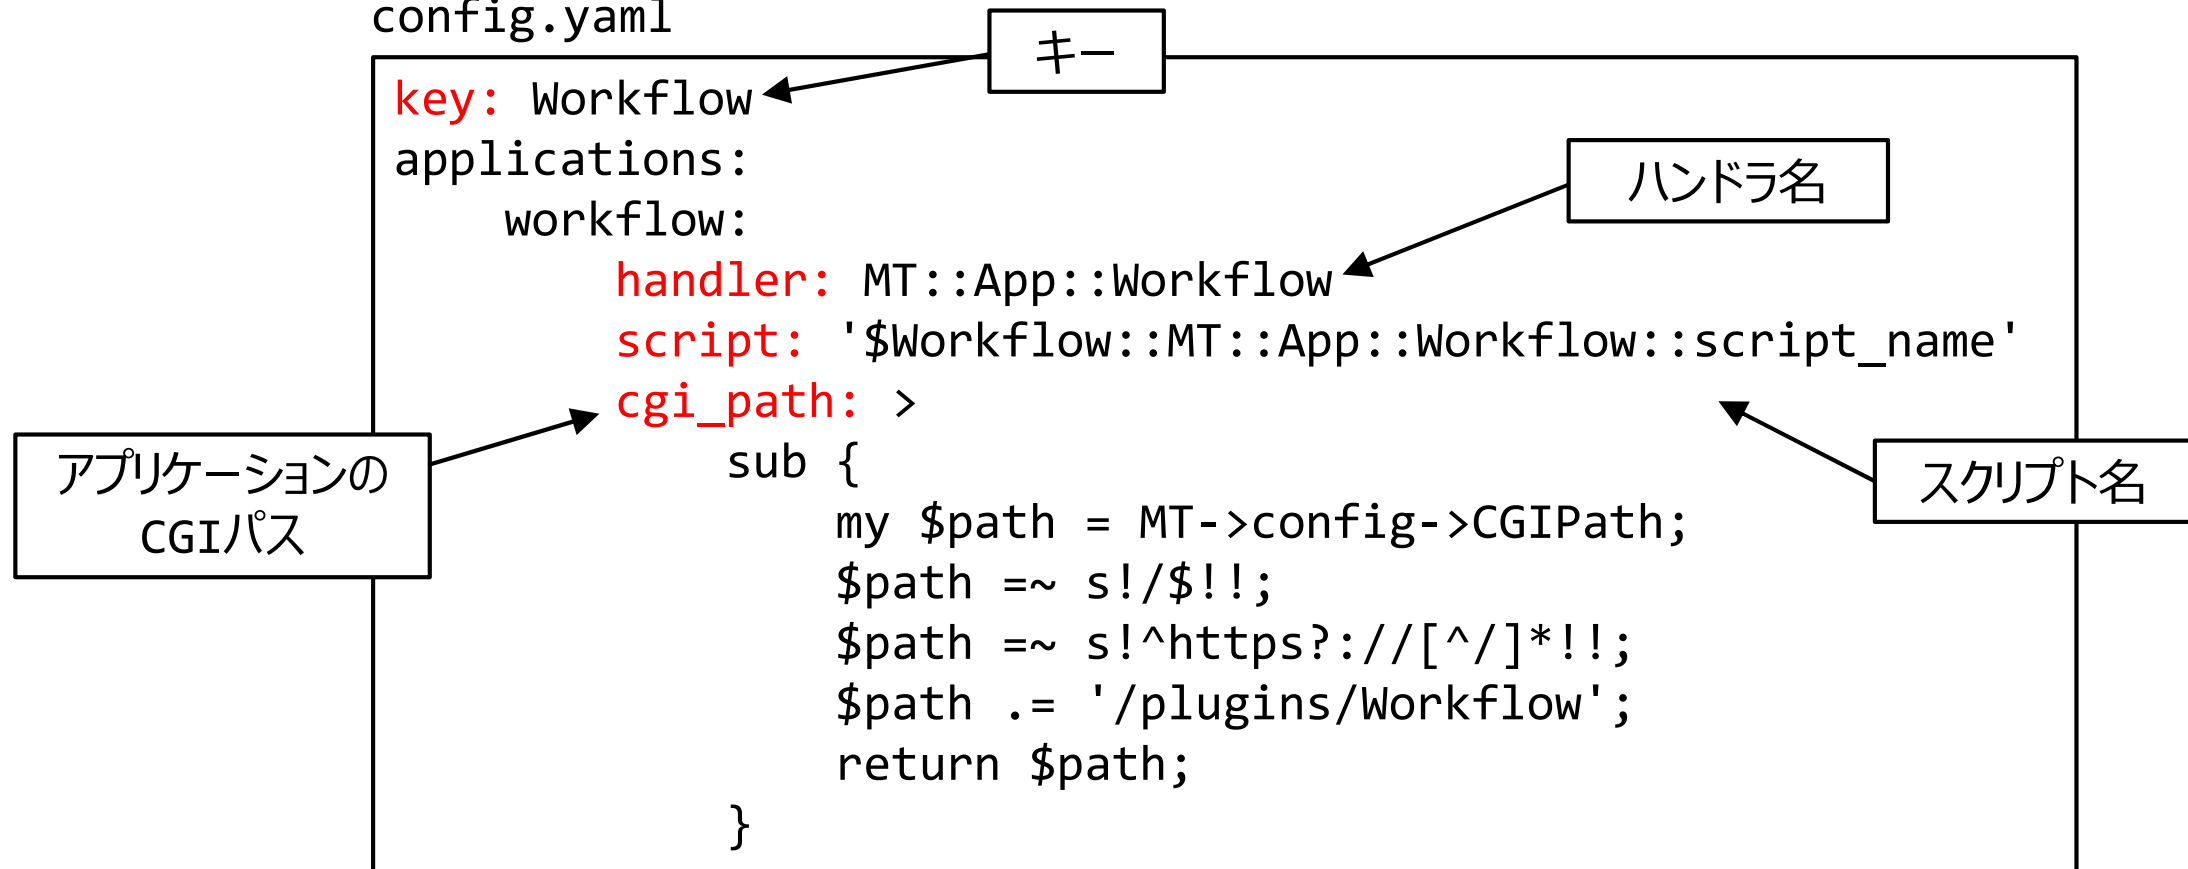 config.yaml
キー
key: Workflow
applications:
ハンドラ名
workflow:
handler: MT::App::Workflow
script: '$Workflow::MT::App::Workflow::script_name'
cgi_path: >
アプリケーションの
CGIパス
スクリプト名
sub {
my $path = MT->config->CGIPath;
$path =~ s!/$!!;
$path =~ s!^https?://[^/]*!!;
$path .= '/plugins/Workflow';
return $path;
}